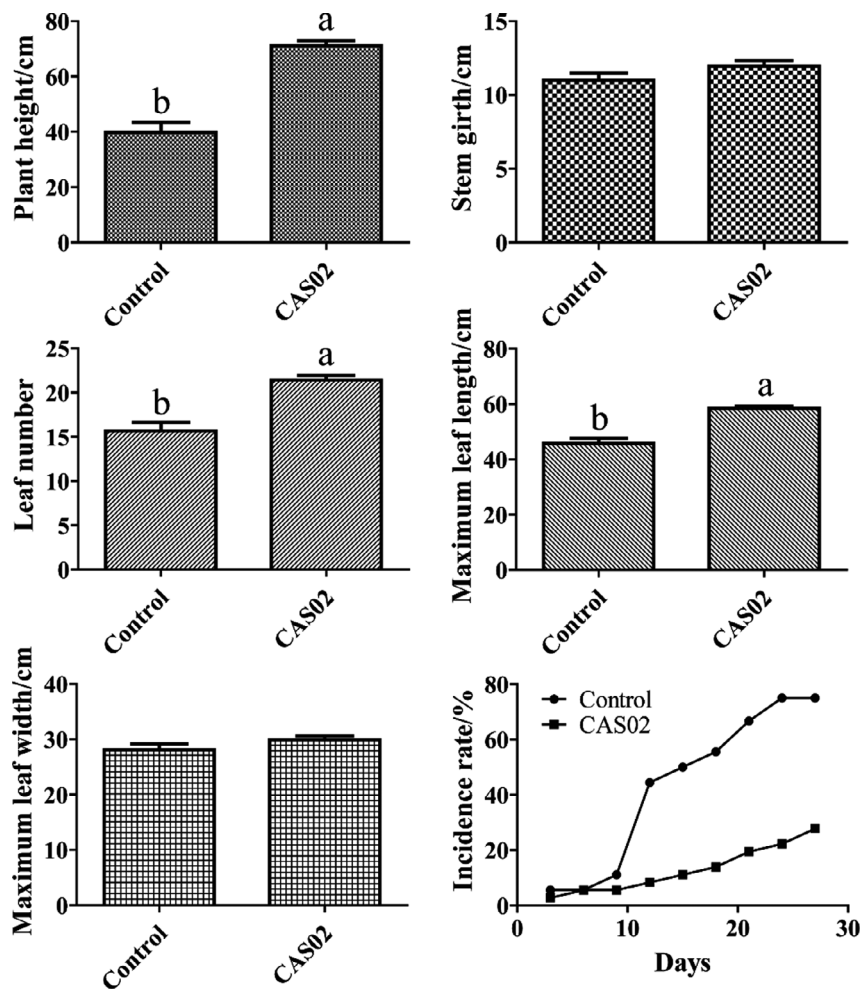 Plant height/cm
80
60
40
20
0
b
a
Control
CAS02
Stem girth/cm
15
10
5
0
Control
CAS02
Leaf number
25
20
15
10
5
0
b
a
Control
CAS02
Maximum leaf length/cm
80
60
40
20
0
b
a
Control
CAS02
Maximum leaf width/cm
40
30
20
10
0
Control
CAS02
Incidence rate/%
80
60
40
20
0
Control
CAS02
0
10
20
30
Days